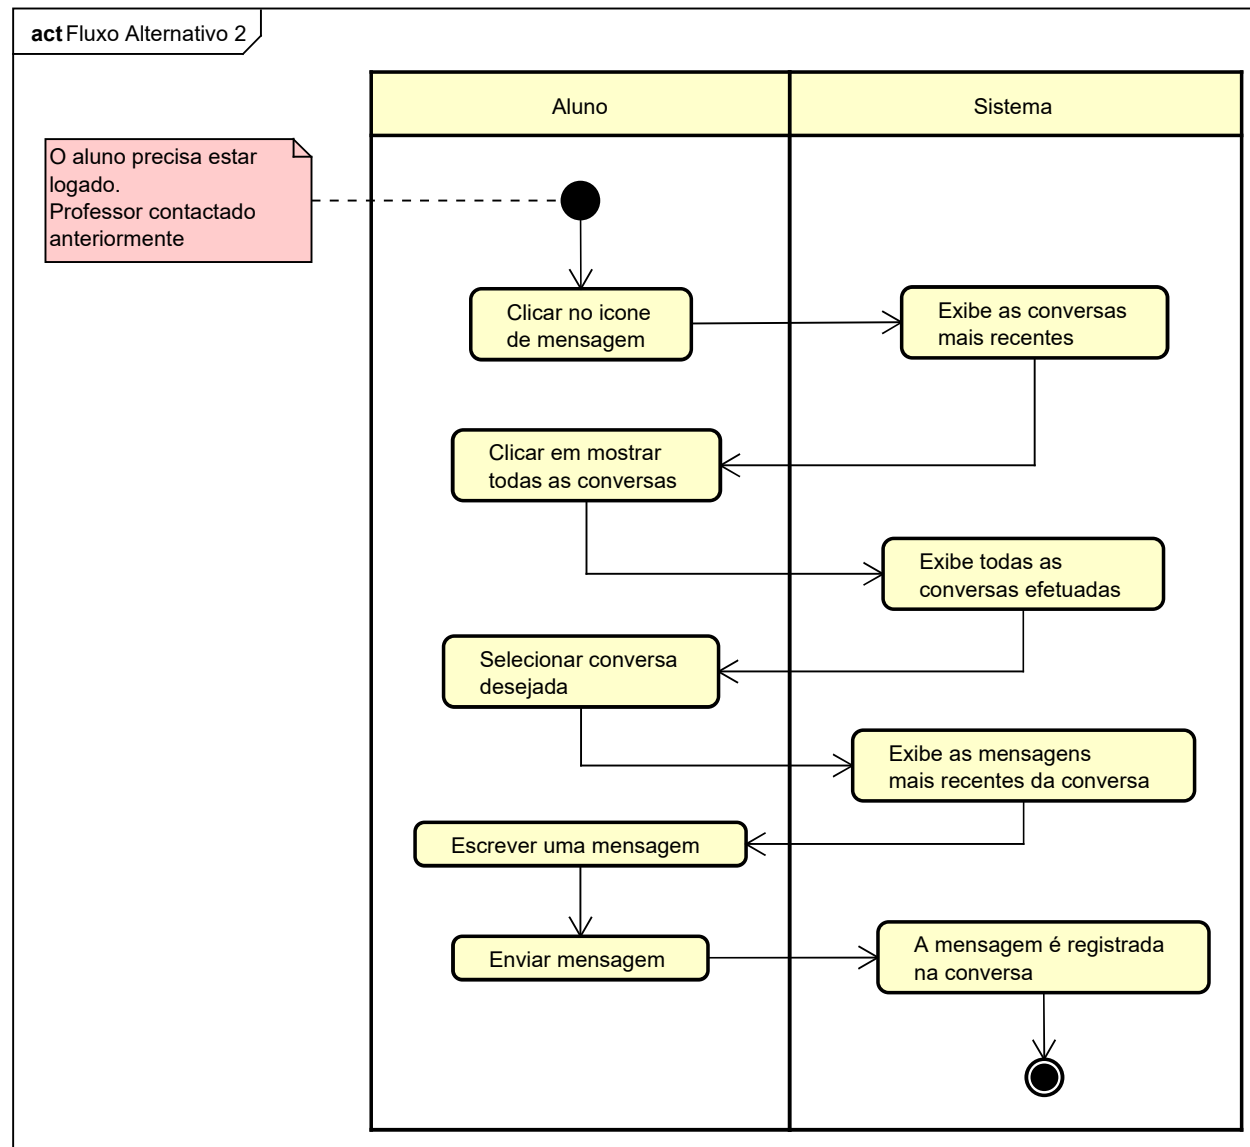 act Fluxo Alternativo 2
Aluno
Sistema
O aluno precisa estar
logado.
Professor contactado
anteriormente
Clicar no icone
de mensagem
Exibe as conversas
mais recentes
Clicar em mostrar
todas as conversas
Exibe todas as
conversas efetuadas
Selecionar conversa
desejada
Exibe as mensagens
mais recentes da conversa
Escrever uma mensagem
Enviar mensagem
A mensagem é registrada
na conversa